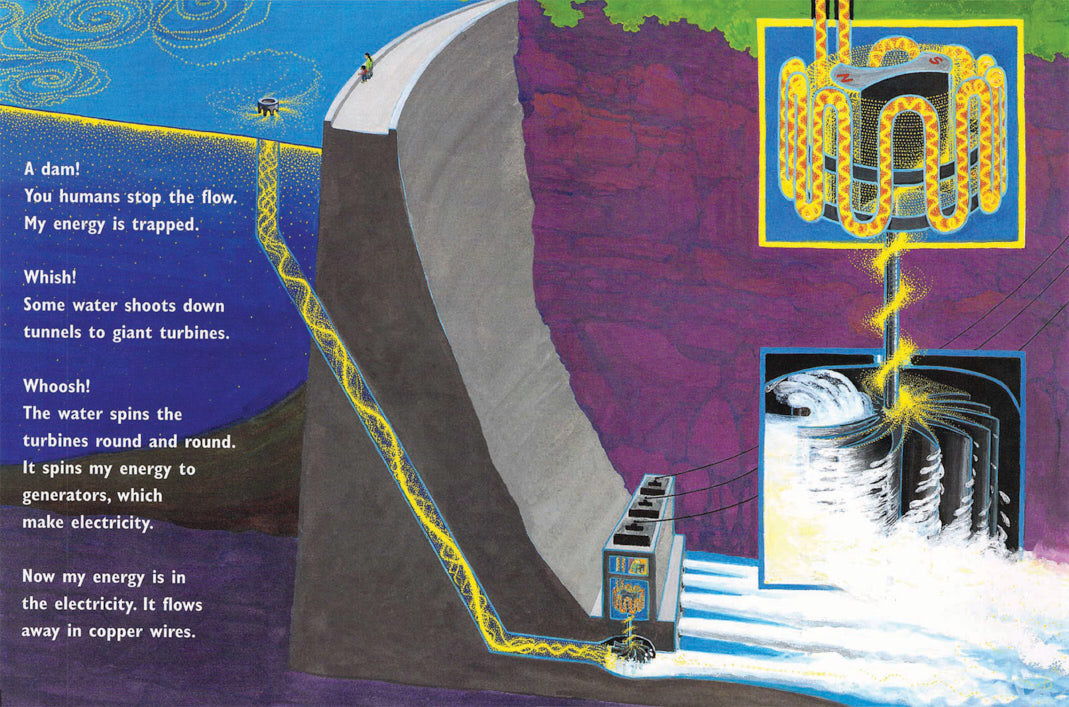 A dam!
You humans stop the flow.
My energy is trapped.
Whish!
Some water shoots down
tunnels to giant turbines.
Whoosh!
The water spins the
turbines round and round.
It spins my energy to
generators, which
make electricity.
Now my energy is in
the electricity. It flows
away in copper wires.
N
S